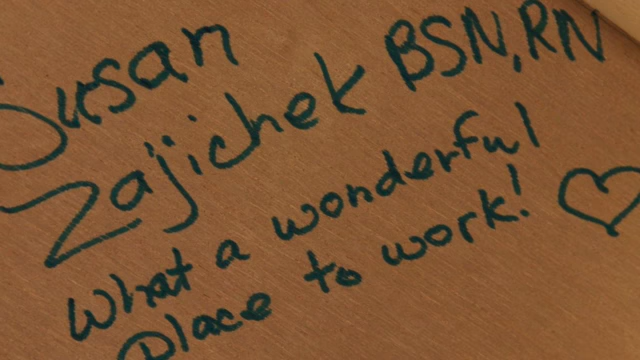 Susan
Zajichek BSN, RN
What a wonderful
Place to work!